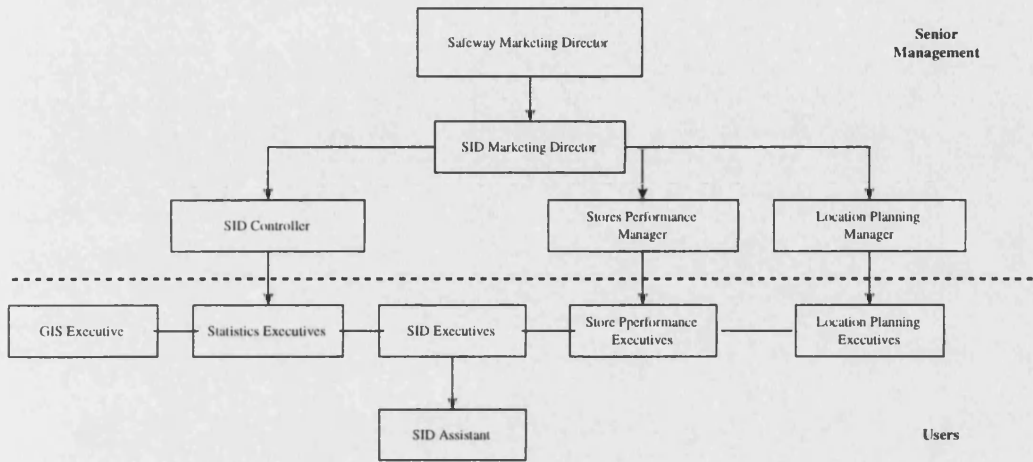 Safeway Marketing Director
Senior
Management
SID Marketing Director
SID Controller
Stores Performance
Manager
Location Planning
Manager
GIS Executive
Statistics Executives
SID Executives
Store Pperformance
Executives
Location Planning
Executives
SID Assistant
Users